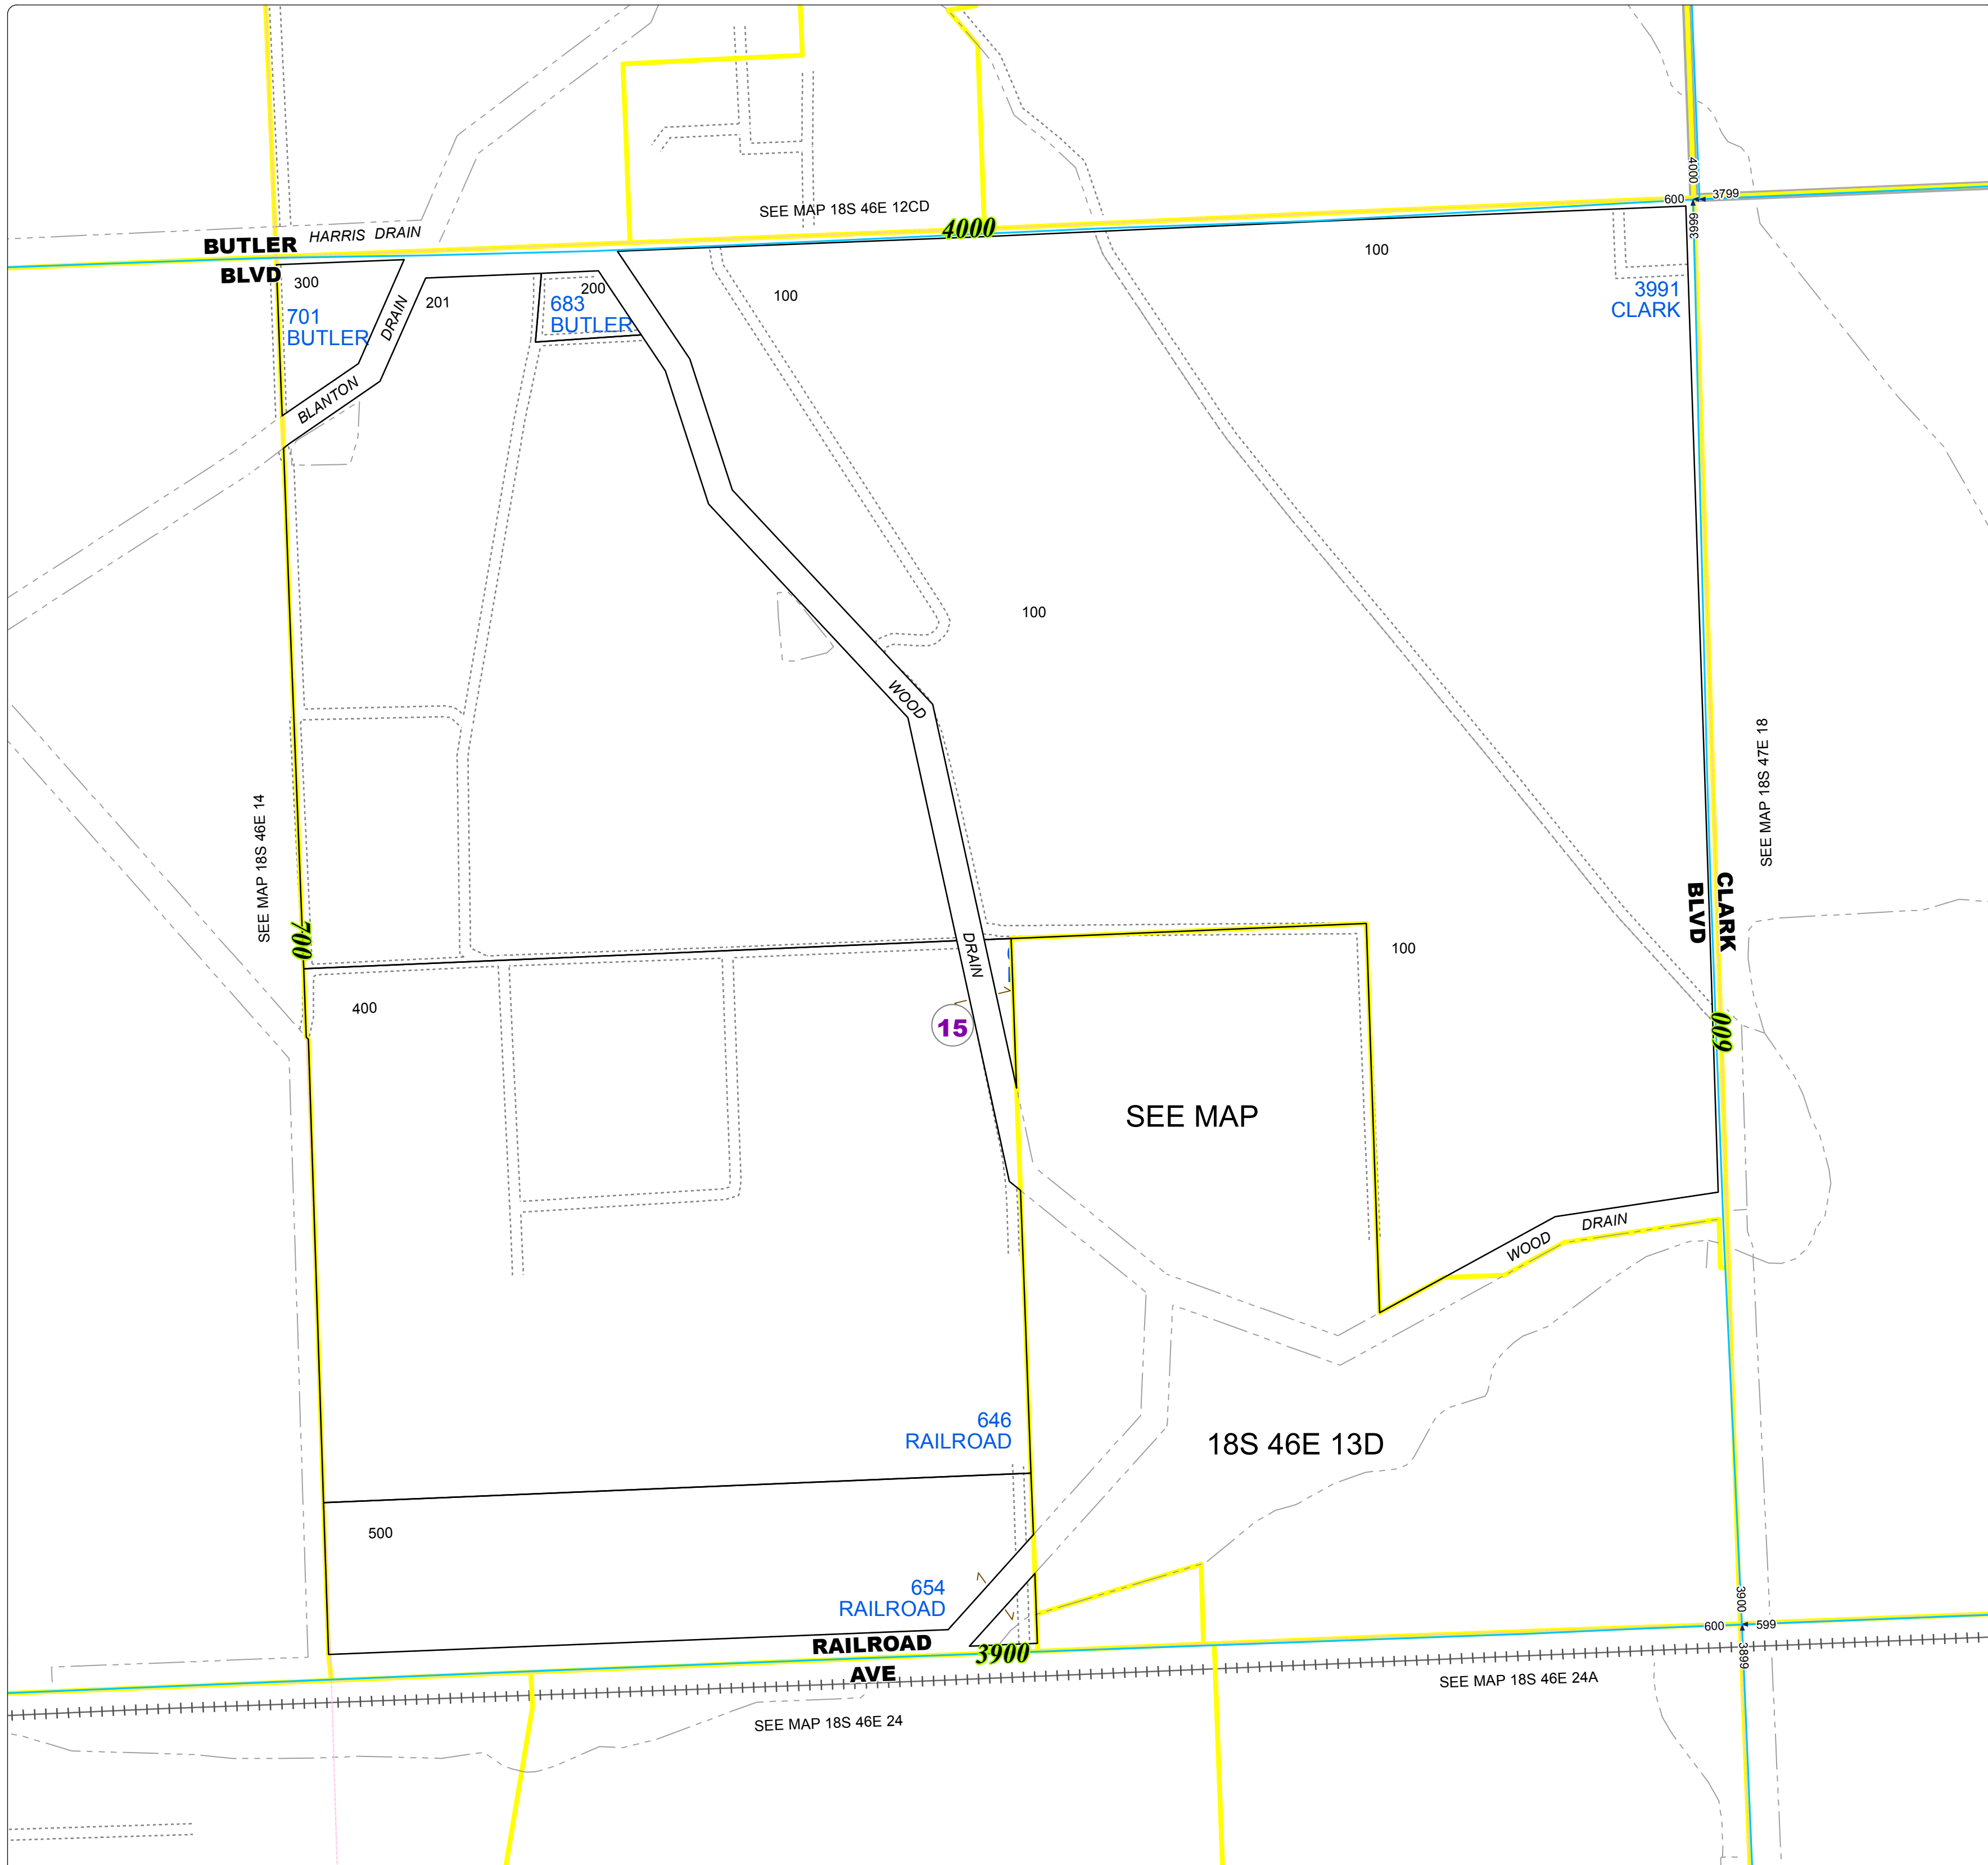 4000
600
3799
3999
SEE MAP 18S 46E 12CD
4000
HARRIS DRAIN
BUTLER
BLVD
300
201
200
100
100
701
BUTLER
683
BUTLER
3991
CLARK
BLANTON
DRAIN
100
WOOD
SEE MAP 18S 46E 14
SEE MAP 18S 47E 18
CLARK
BLVD
700
DRAIN
100
400
15
600
SEE MAP
WOOD
DRAIN
646
RAILROAD
18S 46E 13D
500
654
RAILROAD
3900
600
599
3899
RAILROAD
AVE
3900
SEE MAP 18S 46E 24A
SEE MAP 18S 46E 24